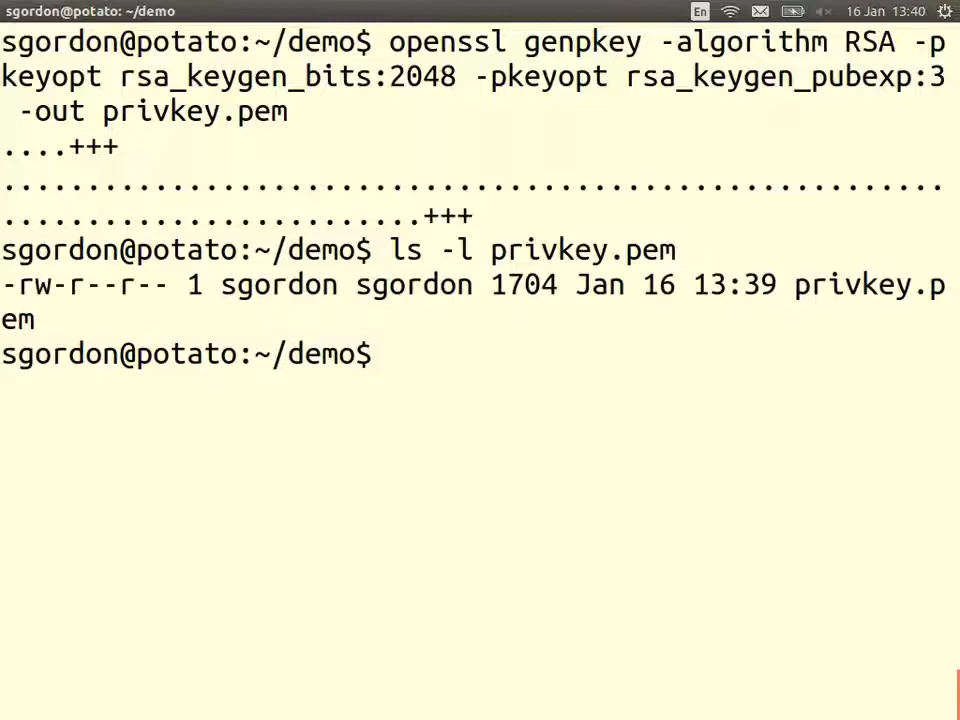 sgordon@potato: ~/demo
En
16 Jan 13:40
sgordon@potato:~/demo$ openssl genpkey -algorithm RSA -p
keyopt rsa_keygen_bits:2048 -pkeyopt rsa_keygen_pubexp:3
 -out privkey.pem
....+++
........................................................
.........................+++
sgordon@potato:~/demo$ ls -l privkey.pem
-rw-r--r-- 1 sgordon sgordon 1704 Jan 16 13:39 privkey.p
em
sgordon@potato:~/demo$